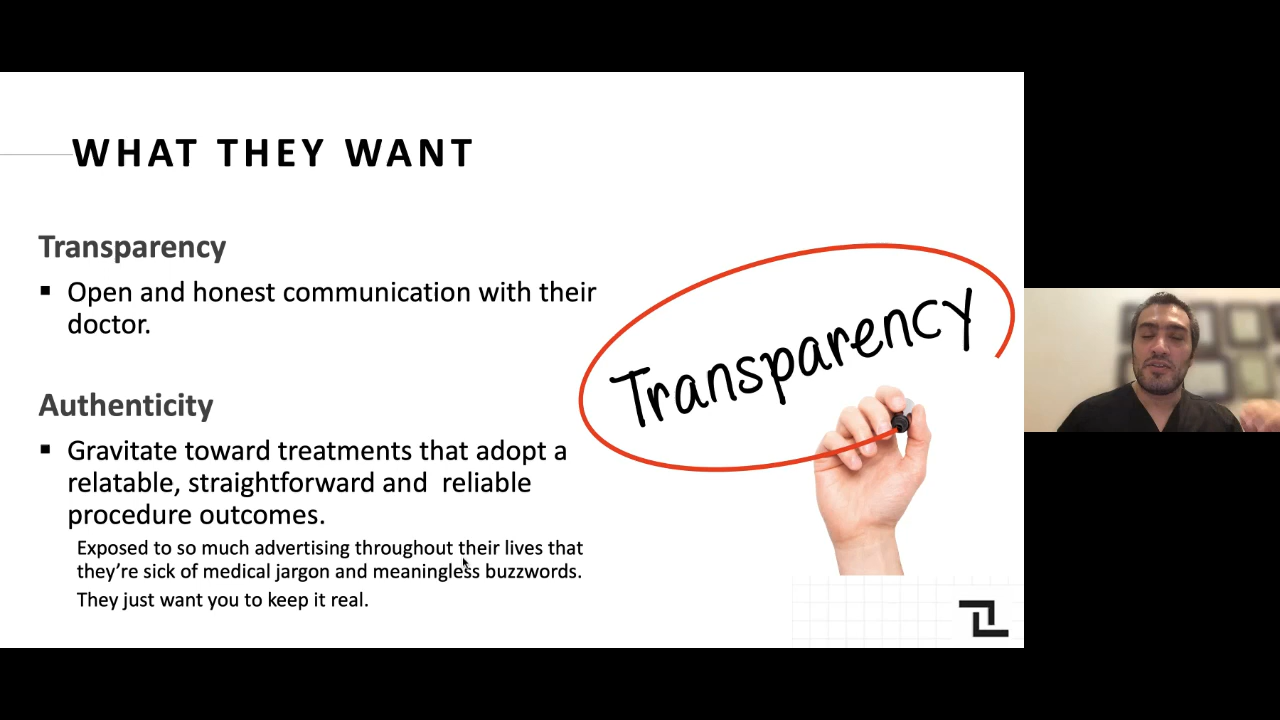 WHAT THEY WANT
Transparency
▪ Open and honest communication with their
doctor.
Authenticity
▪ Gravitate toward treatments that adopt a
relatable, straightforward and  reliable
procedure outcomes.
Exposed to so much advertising throughout their lives that
they’re sick of medical jargon and meaningless buzzwords.
They just want you to keep it real.
Transparency